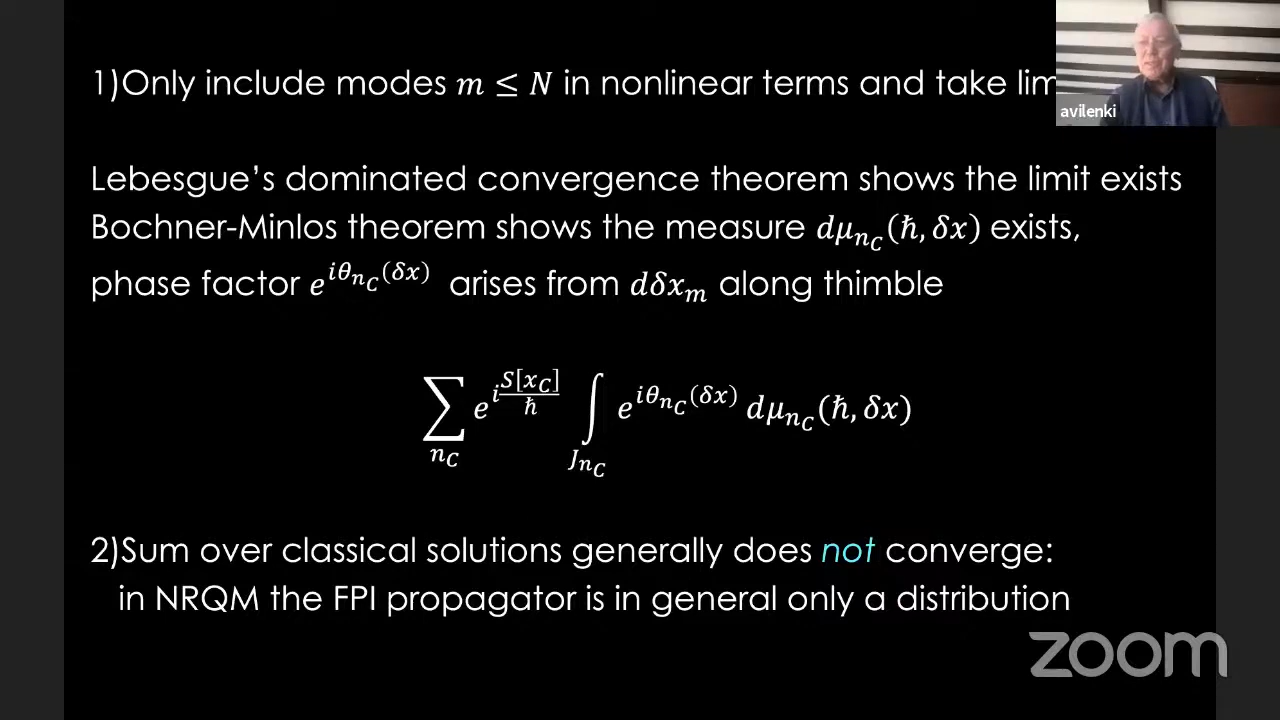 1)Only include modes 𝑚 ≤ 𝑁 in nonlinear terms and take lim
avilenki
Lebesgue's dominated convergence theorem shows the limit exists
Bochner-Minlos theorem shows the measure 𝑑𝜇_{𝑛_𝐶}(ℏ, 𝛿𝑥) exists,
phase factor 𝑒^{𝑖𝜃_{𝑛_𝐶}(𝛿𝑥)} arises from 𝑑𝛿𝑥_𝑚 along thimble
∑_{𝑛_𝐶} 𝑒^{𝑖 𝑆[𝑥_𝐶]/ℏ} ∫_{𝐽_{𝑛_𝐶}} 𝑒^{𝑖𝜃_{𝑛_𝐶}(𝛿𝑥)} 𝑑𝜇_{𝑛_𝐶}(ℏ, 𝛿𝑥)
2)Sum over classical solutions generally does not converge:
in NRQM the FPI propagator is in general only a distribution
zoom